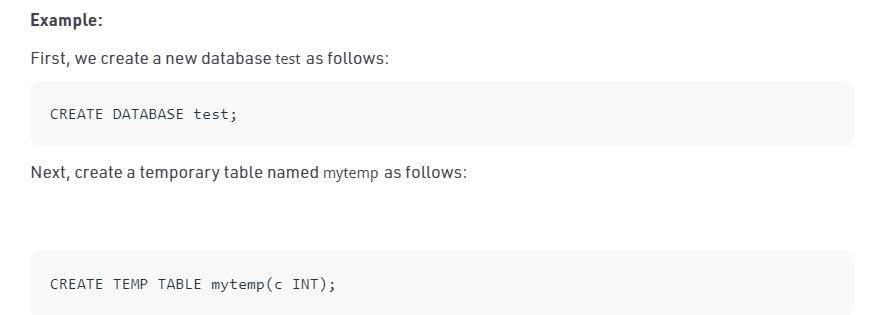 Example:
First, we create a new database test as follows:
CREATE DATABASE test;
Next, create a temporary table named mytemp as follows:
CREATE TEMP TABLE mytemp(c INT);